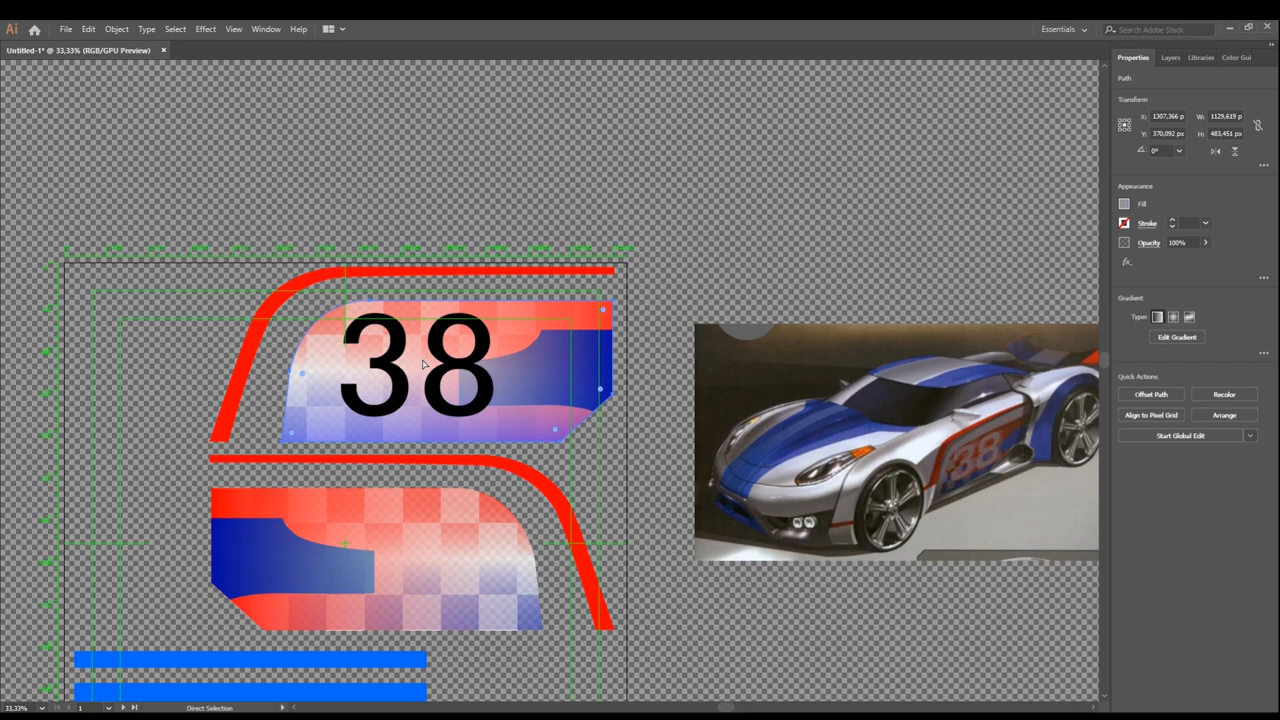 Ai File Edit Object Type Select Effect View Window Help Essentials Search Adobe Stock
Untitled-1* @ 33,33% (RGB/GPU Preview)
Properties Layers Libraries Color Gui
Path
Transform
X: 1307,366 p W: 1129,619 p
Y: 370,092 px H: 483,451 px
0°
Appearance
Fill
Stroke
Opacity 100%
fx.
Gradient
Type:
Edit Gradient
Quick Actions
Offset Path Recolor
Align to Pixel Grid Arrange
Start Global Edit
38
38
33,33% 1 Direct Selection